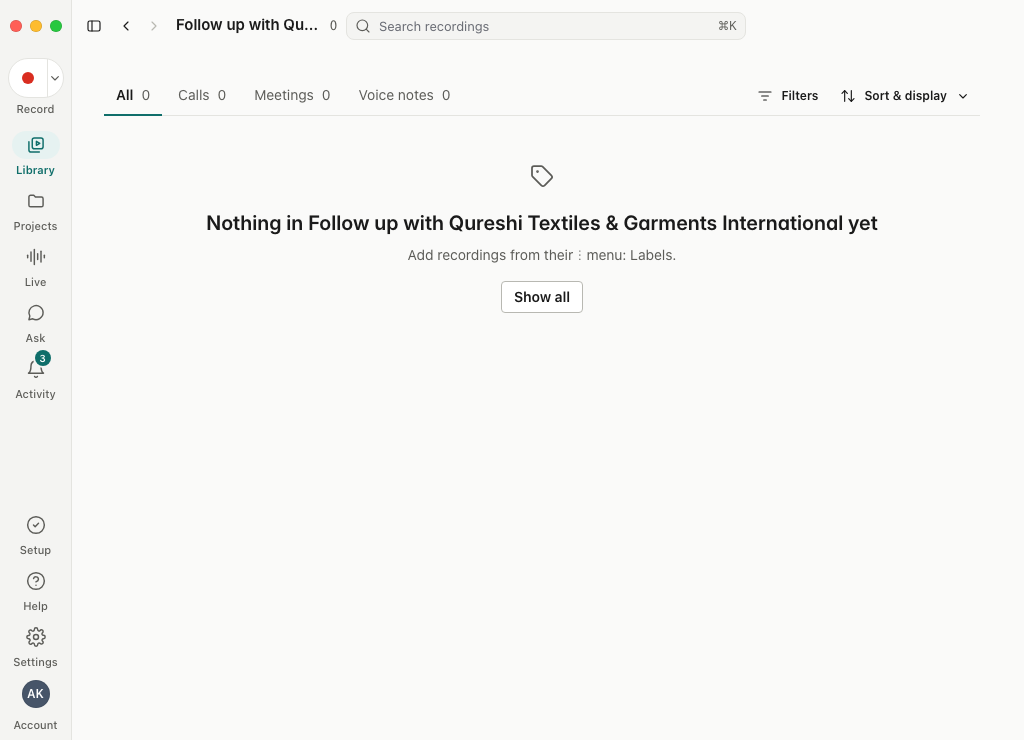 Follow up with Qu... 0
Search recordings ⌘K
Record
Library
Projects
Live
Ask
3
Activity
Setup
Help
Settings
AK
Account
All 0 Calls 0 Meetings 0 Voice notes 0
Filters Sort & display
Nothing in Follow up with Qureshi Textiles & Garments International yet
Add recordings from their ⋮ menu: Labels.
Show all